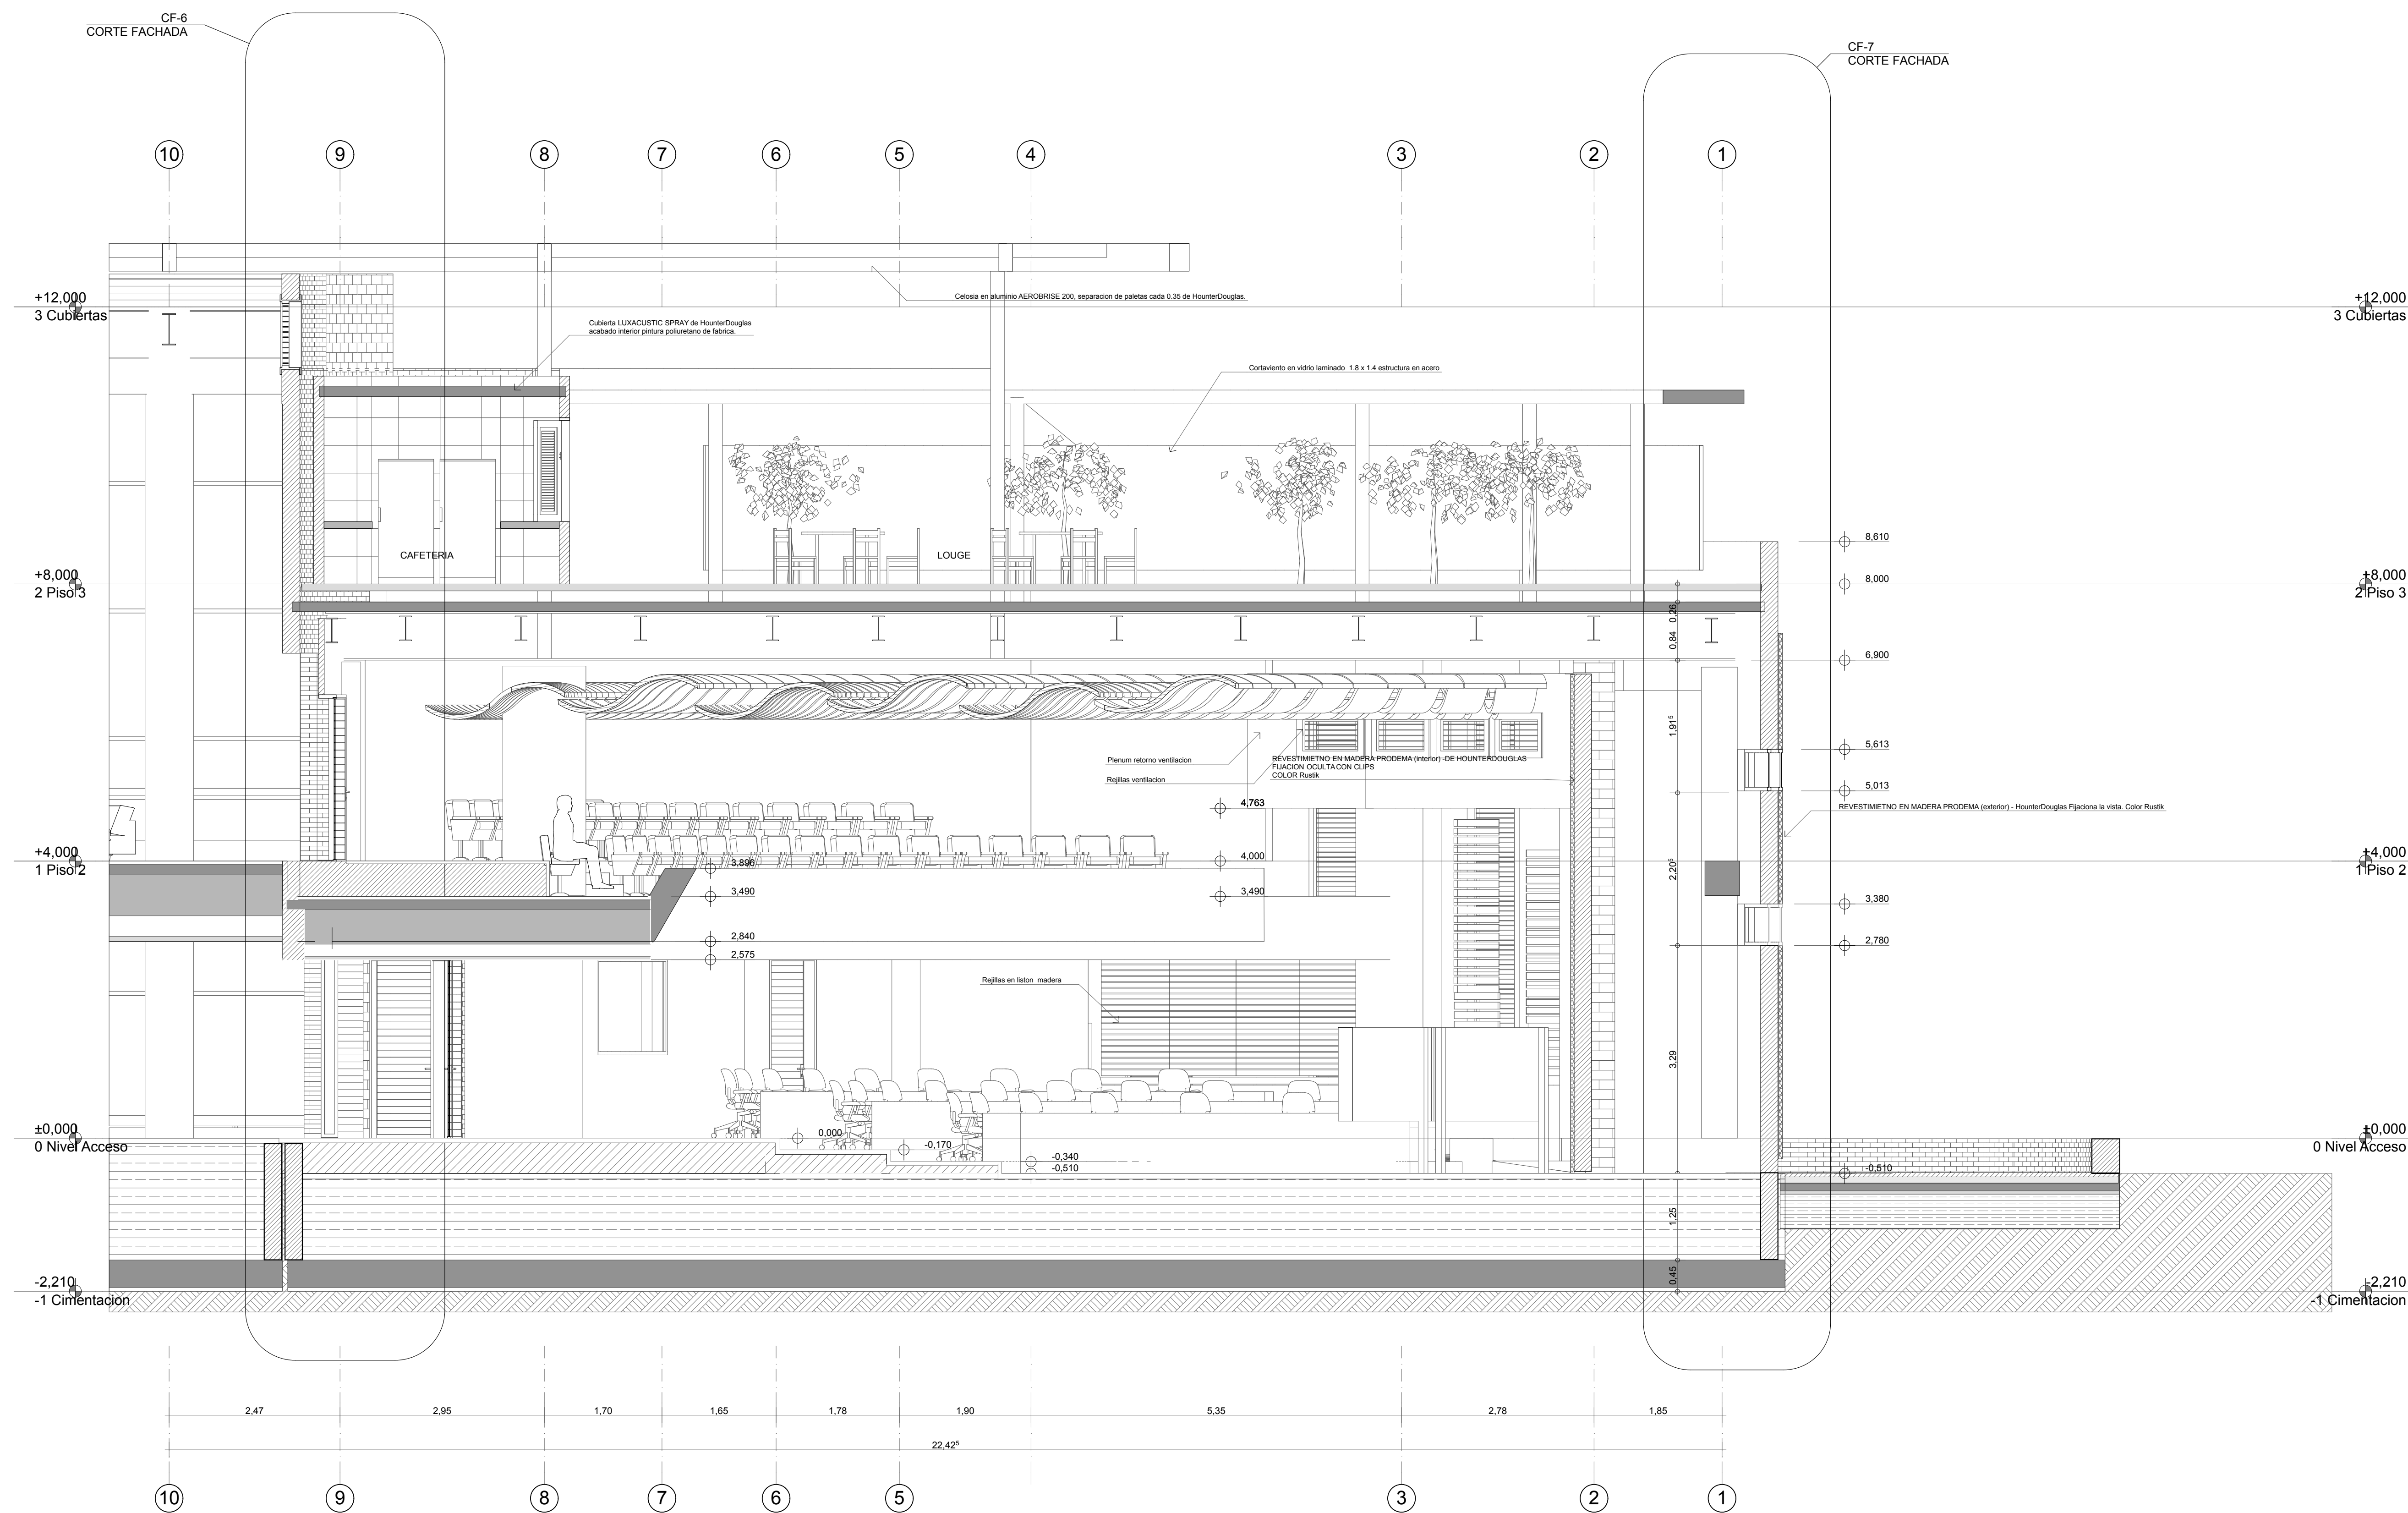 CF-6
CORTE FACHADA
CF-7
CORTE FACHADA
10
9
8
7
6
5
4
3
2
1
+12,000
3 Cubiertas
+12,000
3 Cubiertas
Celosia en aluminio AEROBRISE 200, separacion de paletas cada 0.35 de HounterDouglas.
Cubierta LUXACUSTIC SPRAY de HounterDouglas
acabado interior pintura poliuretano de fabrica.
Cortaviento en vidrio laminado 1.8 x 1.4 estructura en acero
CAFETERIA
LOUGE
8,610
+8,000
2 Piso 3
8,000
+8,000
2 Piso 3
0,26
0,84
6,900
1,91⁵
5,613
Plenum retorno ventilacion
Rejillas ventilacion
REVESTIMIETNO EN MADERA PRODEMA (interior) -DE HOUNTERDOUGLAS
FIJACION OCULTA CON CLIPS
COLOR Rustik
5,013
4,763
REVESTIMIETNO EN MADERA PRODEMA (exterior) - HounterDouglas Fijaciona la vista. Color Rustik
+4,000
1 Piso 2
3,896
4,000
2,20⁵
+4,000
1 Piso 2
3,490
3,490
3,380
2,840
2,780
2,575
Rejillas en liston madera
3,29
±0,000
0 Nivel Acceso
0,000
-0,170
-0,340
-0,510
±0,000
0 Nivel Acceso
-0,510
1,25
0,45
-2,210
-1 Cimentacion
-2,210
-1 Cimentacion
2,47
2,95
1,70
1,65
1,78
1,90
5,35
2,78
1,85
22,42⁵
10
9
8
7
6
5
3
2
1